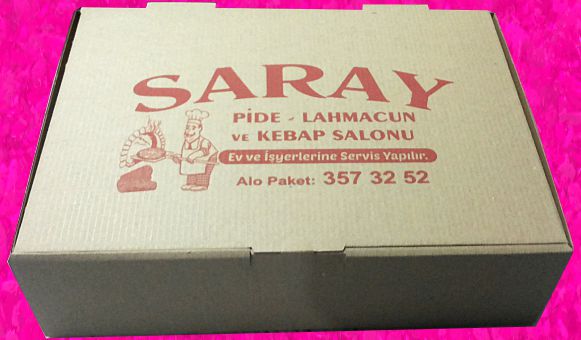 SARAY
PİDE - LAHMACUN
VE KEBAP SALONU
Ev ve İşyerlerine Servis Yapılır.
Alo Paket: 357 32 52